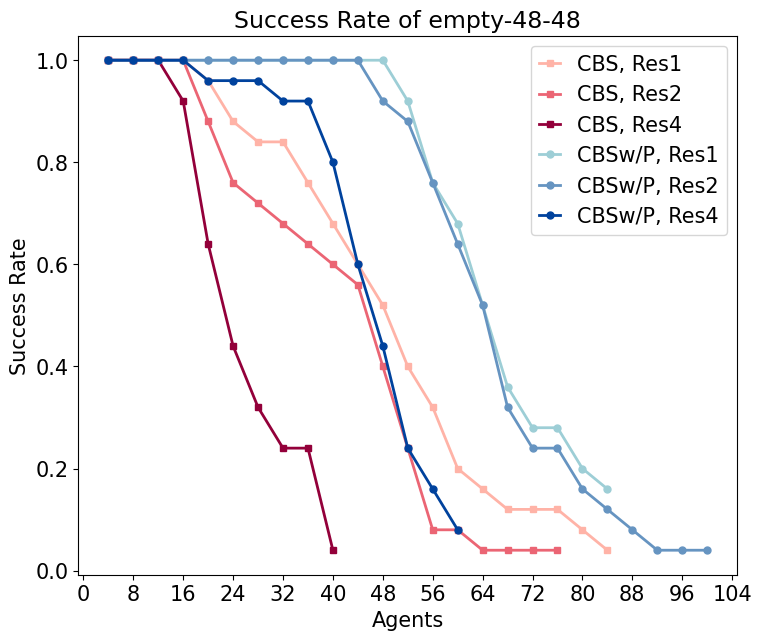 Success Rate of empty-48-48
CBS, Res1
CBS, Res2
CBS, Res4
CBSw/P, Res1
CBSw/P, Res2
CBSw/P, Res4
Success Rate
1.0
0.8
0.6
0.4
0.2
0.0
0 8 16 24 32 40 48 56 64 72 80 88 96 104
Agents